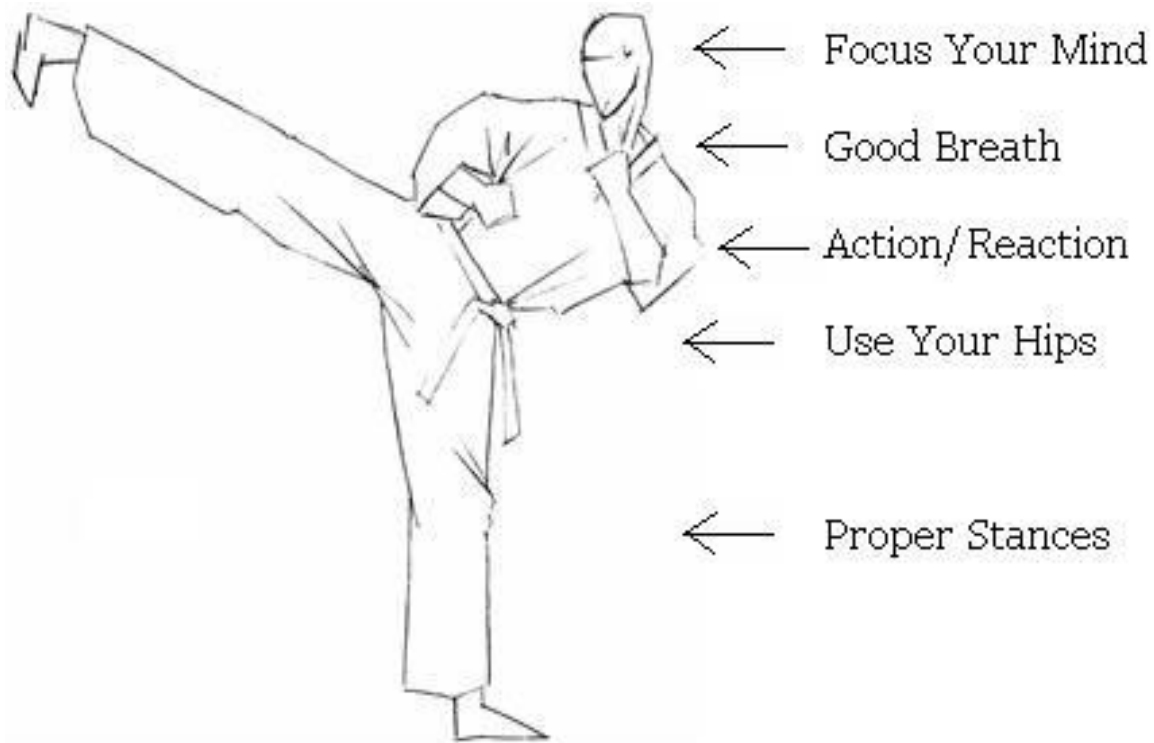 Focus Your Mind
Good Breath
Action/Reaction
Use Your Hips
Proper Stances